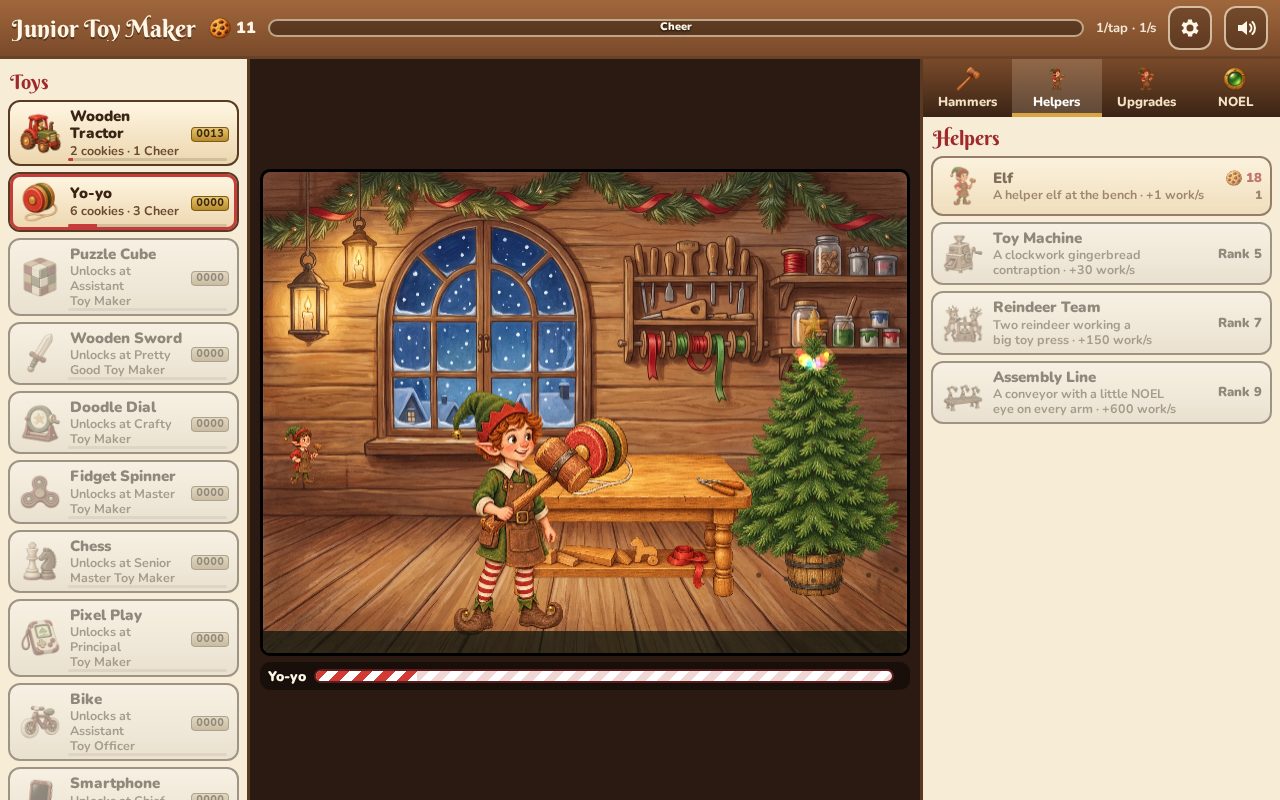 Junior Toy Maker
11
Cheer
1/tap · 1/s
Toys
Wooden
Tractor
2 cookies · 1 Cheer
0013
Yo-yo
6 cookies · 3 Cheer
0000
Puzzle Cube
Unlocks at
Assistant
Toy Maker
0000
Wooden Sword
Unlocks at Pretty
Good Toy Maker
0000
Doodle Dial
Unlocks at Crafty
Toy Maker
0000
Fidget Spinner
Unlocks at Master
Toy Maker
0000
Chess
Unlocks at Senior
Master Toy Maker
0000
Pixel Play
Unlocks at
Principal
Toy Maker
0000
Bike
Unlocks at
Assistant
Toy Officer
0000
Smartphone
Unlocks at Chief
0000
Yo-yo
Hammers
Helpers
Upgrades
NOEL
Helpers
Elf
A helper elf at the bench · +1 work/s
18
1
Toy Machine
A clockwork gingerbread
contraption · +30 work/s
Rank 5
Reindeer Team
Two reindeer working a
big toy press · +150 work/s
Rank 7
Assembly Line
A conveyor with a little NOEL
eye on every arm · +600 work/s
Rank 9